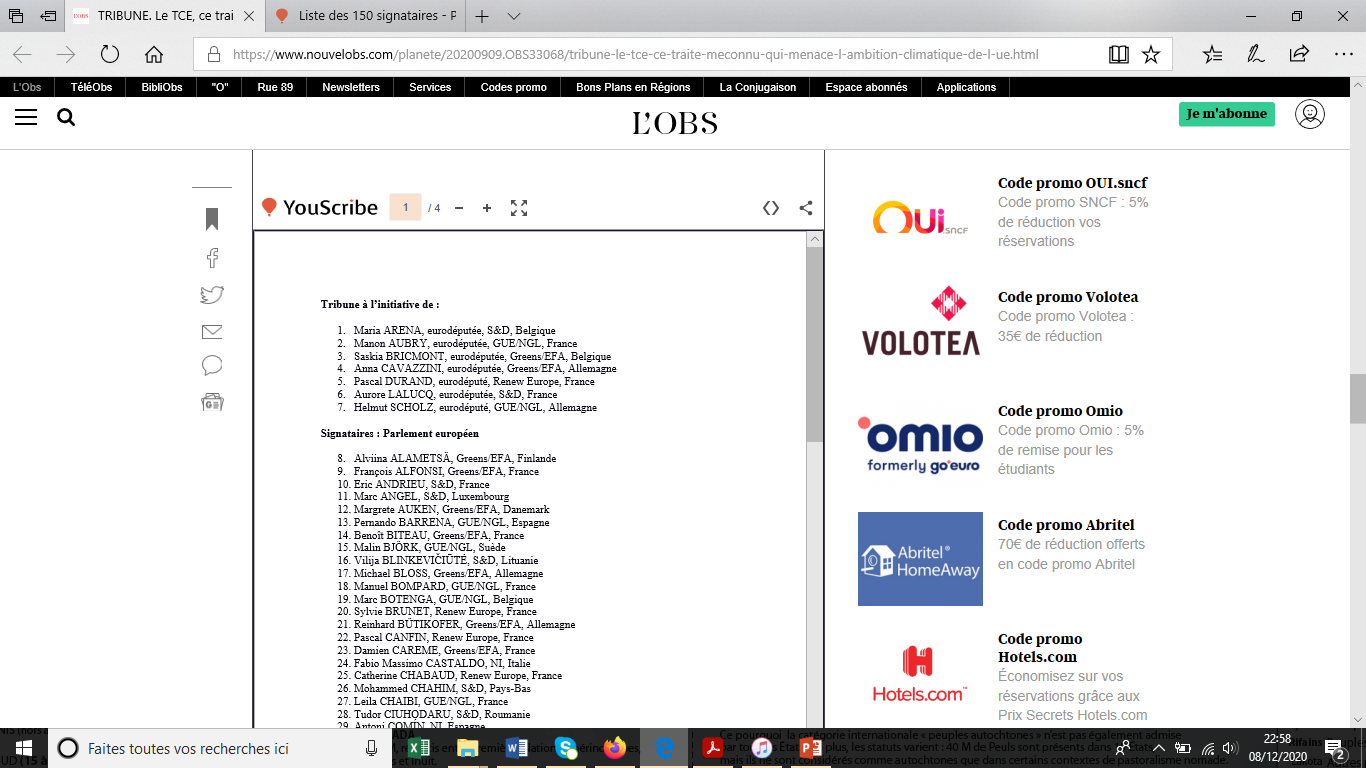 TRIBUNE. Le TCE, ce trai
Liste des 150 signataires - P
https://www.nouvelobs.com/planete/20200909.OBS33068/tribune-le-tce-ce-traite-meconnu-qui-menace-l-ambition-climatique-de-l-ue.html
L'Obs TéléObs BibliObs "O" Rue 89 Newsletters Services Codes promo Bons Plans en Régions La Conjugaison Espace abonnés Applications
L'OBS
Je m'abonne
YouScribe 1 / 4
Tribune à l'initiative de :
1. Maria ARENA, eurodéputée, S&D, Belgique
2. Manon AUBRY, eurodéputée, GUE/NGL, France
3. Saskia BRICMONT, eurodéputée, Greens/EFA, Belgique
4. Anna CAVAZZINI, eurodéputée, Greens/EFA, Allemagne
5. Pascal DURAND, eurodéputé, Renew Europe, France
6. Aurore LALUCQ, eurodéputée, S&D, France
7. Helmut SCHOLZ, eurodéputé, GUE/NGL, Allemagne
Signataires : Parlement européen
8. Alviina ALAMETSÄ, Greens/EFA, Finlande
9. François ALFONSI, Greens/EFA, France
10. Eric ANDRIEU, S&D, France
11. Marc ANGEL, S&D, Luxembourg
12. Margrete AUKEN, Greens/EFA, Danemark
13. Pernando BARRENA, GUE/NGL, Espagne
14. Benoît BITEAU, Greens/EFA, France
15. Malin BJÖRK, GUE/NGL, Suède
16. Vilija BLINKEVIČIŪTĖ, S&D, Lituanie
17. Michael BLOSS, Greens/EFA, Allemagne
18. Manuel BOMPARD, GUE/NGL, France
19. Marc BOTENGA, GUE/NGL, Belgique
20. Sylvie BRUNET, Renew Europe, France
21. Reinhard BÜTIKOFER, Greens/EFA, Allemagne
22. Pascal CANFIN, Renew Europe, France
23. Damien CAREME, Greens/EFA, France
24. Fabio Massimo CASTALDO, NI, Italie
25. Catherine CHABAUD, Renew Europe, France
26. Mohammed CHAHIM, S&D, Pays-Bas
27. Leila CHAIBI, GUE/NGL, France
28. Tudor CIUHODARU, S&D, Roumanie
29. Antoni COMÍN, NI, Espagne
OUi.SNCF
Code promo OUI.sncf
Code promo SNCF : 5%
de réduction vos
réservations
VOLOTEA
Code promo Volotea
Code promo Volotea :
35€ de réduction
omio
formerly goeuro
Code promo Omio
Code promo Omio : 5%
de remise pour les
étudiants
Abritel®
HomeAway
Code promo Abritel
70€ de réduction offerts
en code promo Abritel
Hotels.com™
Code promo
Hotels.com
Économisez sur vos
réservations grâce aux
Prix Secrets Hotels.com
Faites toutes vos recherches ici
22:58
08/12/2020
2